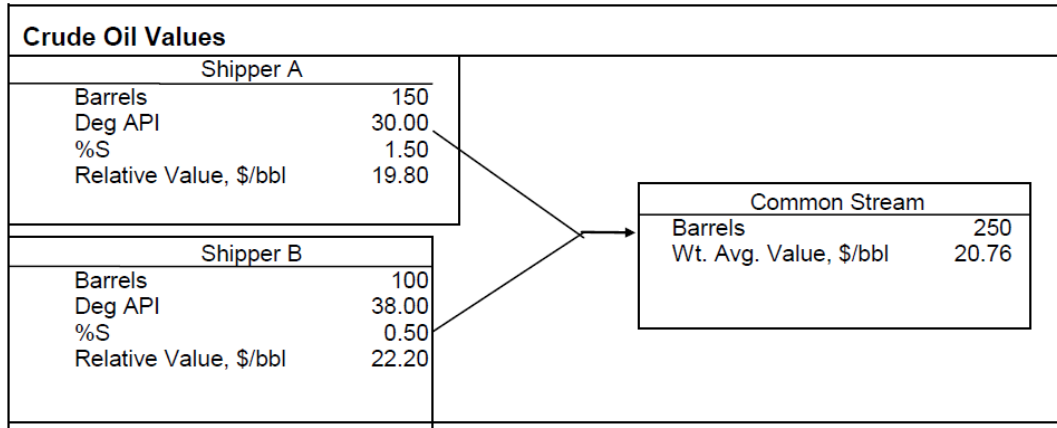 Crude Oil Values
Shipper A
Barrels 150
Deg API 30.00
%S 1.50
Relative Value, $/bbl 19.80
Shipper B
Barrels 100
Deg API 38.00
%S 0.50
Relative Value, $/bbl 22.20
Common Stream
Barrels 250
Wt. Avg. Value, $/bbl 20.76